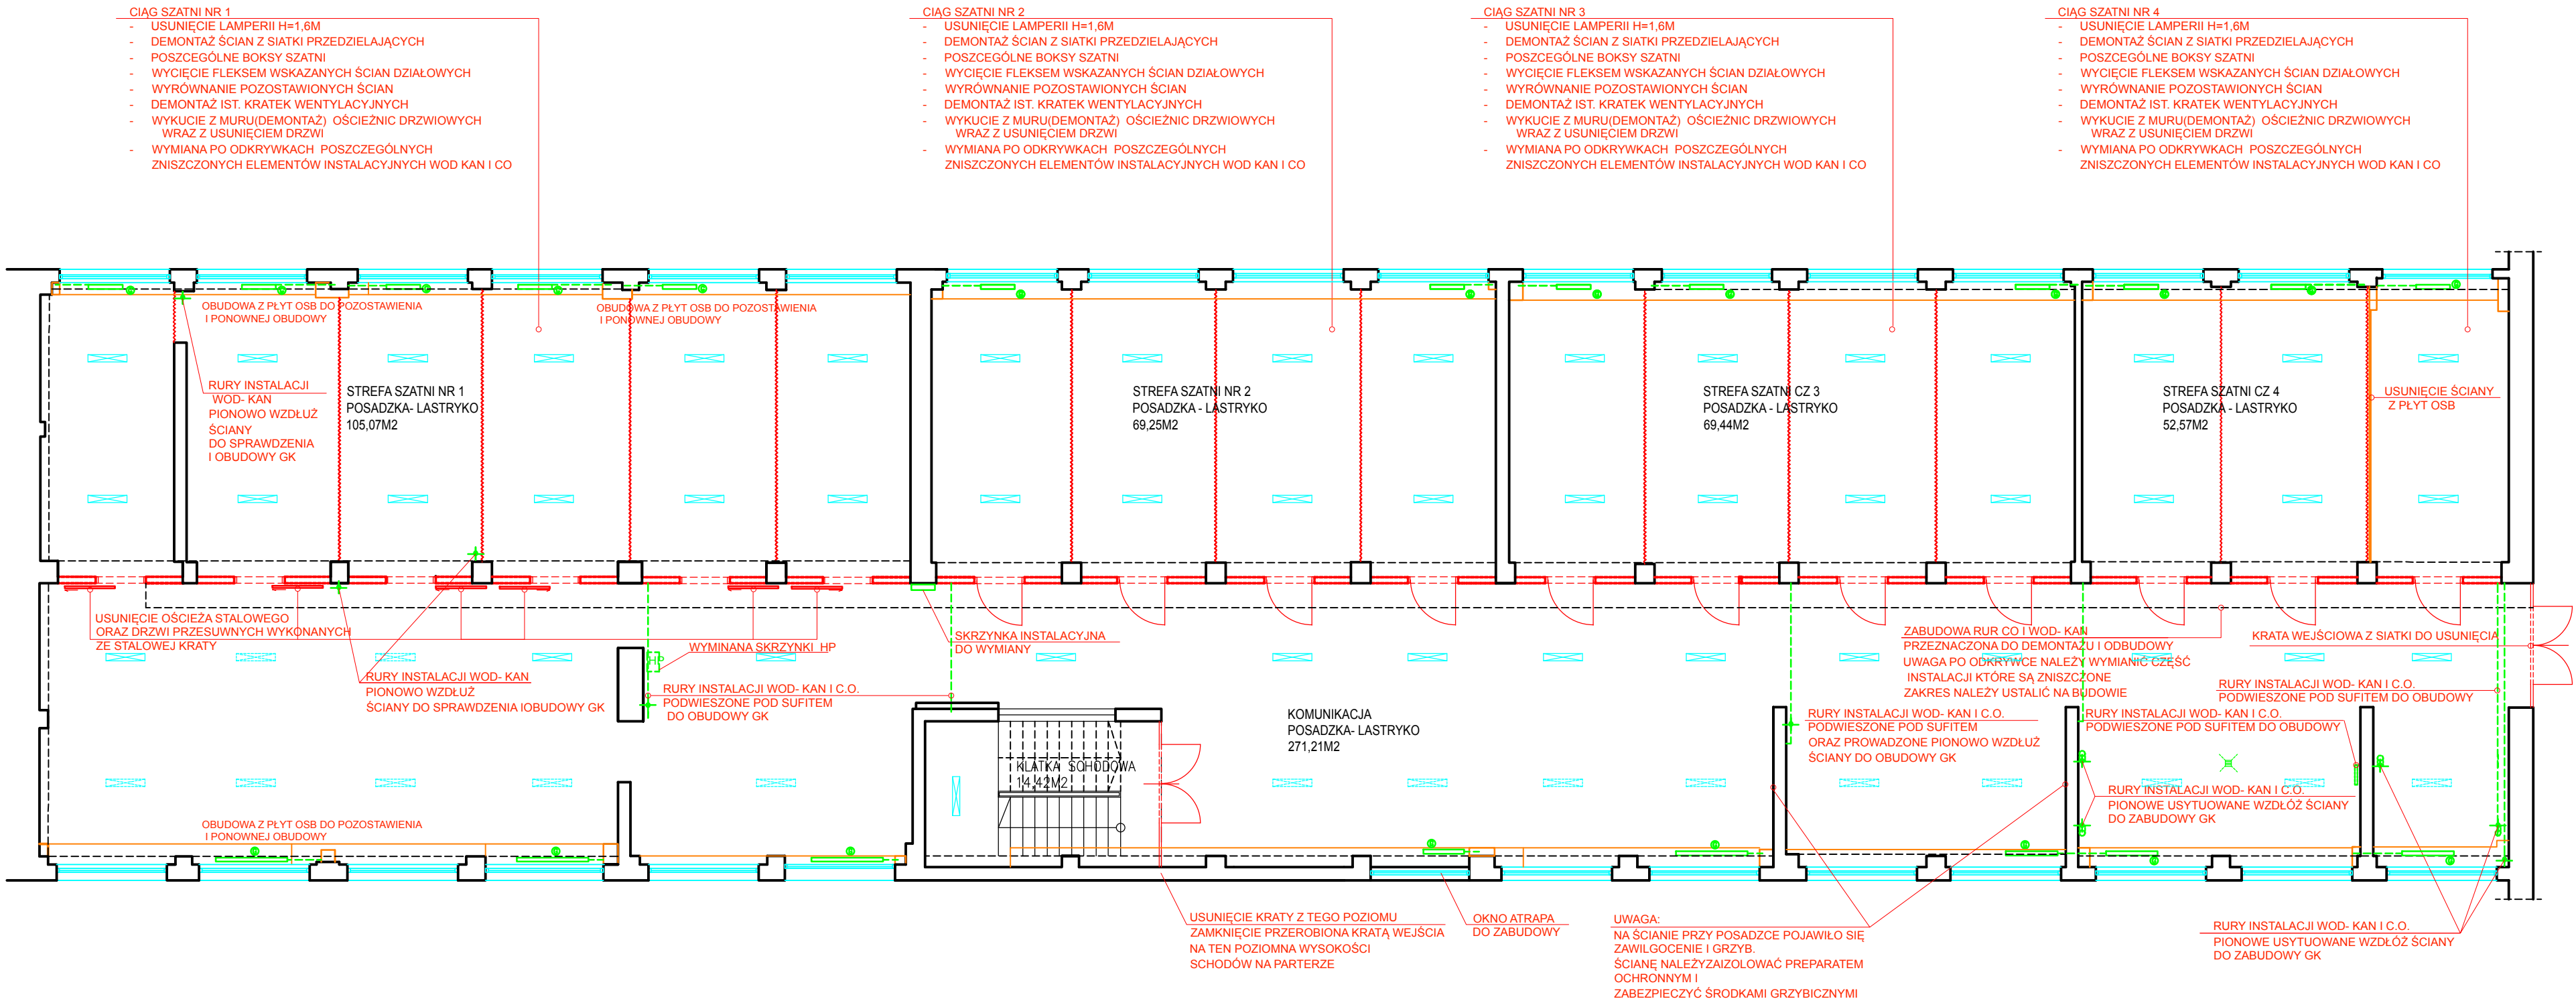 CIĄG SZATNI NR 1
- USUNIĘCIE LAMPERII H=1,6M
- DEMONTAŻ ŚCIAN Z SIATKI PRZEDZIELAJĄCYCH
- POSZCEGÓLNE BOKSY SZATNI
- WYCIĘCIE FLEKSEM WSKAZANYCH ŚCIAN DZIAŁOWYCH
- WYRÓWNANIE POZOSTAWIONYCH ŚCIAN
- DEMONTAŻ IST. KRATEK WENTYLACYJNYCH
- WYKUCIE Z MURU(DEMONTAŻ) OŚCIEŻNIC DRZWIOWYCH
WRAZ Z USUNIĘCIEM DRZWI
- WYMIANA PO ODKRYWKACH POSZCZEGÓLNYCH
ZNISZCZONYCH ELEMENTÓW INSTALACYJNYCH WOD KAN I CO
CIĄG SZATNI NR 2
- USUNIĘCIE LAMPERII H=1,6M
- DEMONTAŻ ŚCIAN Z SIATKI PRZEDZIELAJĄCYCH
- POSZCEGÓLNE BOKSY SZATNI
- WYCIĘCIE FLEKSEM WSKAZANYCH ŚCIAN DZIAŁOWYCH
- WYRÓWNANIE POZOSTAWIONYCH ŚCIAN
- DEMONTAŻ IST. KRATEK WENTYLACYJNYCH
- WYKUCIE Z MURU(DEMONTAŻ) OŚCIEŻNIC DRZWIOWYCH
WRAZ Z USUNIĘCIEM DRZWI
- WYMIANA PO ODKRYWKACH POSZCZEGÓLNYCH
ZNISZCZONYCH ELEMENTÓW INSTALACYJNYCH WOD KAN I CO
CIĄG SZATNI NR 3
- USUNIĘCIE LAMPERII H=1,6M
- DEMONTAŻ ŚCIAN Z SIATKI PRZEDZIELAJĄCYCH
- POSZCEGÓLNE BOKSY SZATNI
- WYCIĘCIE FLEKSEM WSKAZANYCH ŚCIAN DZIAŁOWYCH
- WYRÓWNANIE POZOSTAWIONYCH ŚCIAN
- DEMONTAŻ IST. KRATEK WENTYLACYJNYCH
- WYKUCIE Z MURU(DEMONTAŻ) OŚCIEŻNIC DRZWIOWYCH
WRAZ Z USUNIĘCIEM DRZWI
- WYMIANA PO ODKRYWKACH POSZCZEGÓLNYCH
ZNISZCZONYCH ELEMENTÓW INSTALACYJNYCH WOD KAN I CO
CIĄG SZATNI NR 4
- USUNIĘCIE LAMPERII H=1,6M
- DEMONTAŻ ŚCIAN Z SIATKI PRZEDZIELAJĄCYCH
- POSZCEGÓLNE BOKSY SZATNI
- WYCIĘCIE FLEKSEM WSKAZANYCH ŚCIAN DZIAŁOWYCH
- WYRÓWNANIE POZOSTAWIONYCH ŚCIAN
- DEMONTAŻ IST. KRATEK WENTYLACYJNYCH
- WYKUCIE Z MURU(DEMONTAŻ) OŚCIEŻNIC DRZWIOWYCH
WRAZ Z USUNIĘCIEM DRZWI
- WYMIANA PO ODKRYWKACH POSZCZEGÓLNYCH
ZNISZCZONYCH ELEMENTÓW INSTALACYJNYCH WOD KAN I CO
OBUDOWA Z PŁYT OSB DO POZOSTAWIENIA
I PONOWNEJ OBUDOWY
OBUDOWA Z PŁYT OSB DO POZOSTAWIENIA
I PONOWNEJ OBUDOWY
RURY INSTALACJI
WOD- KAN
PIONOWO WZDŁUŻ
ŚCIANY
DO SPRAWDZENIA
I OBUDOWY GK
STREFA SZATNI NR 1
POSADZKA- LASTRYKO
105,07M2
STREFA SZATNI NR 2
POSADZKA - LASTRYKO
69,25M2
STREFA SZATNI CZ 3
POSADZKA - LASTRYKO
69,44M2
STREFA SZATNI CZ 4
POSADZKA - LASTRYKO
52,57M2
USUNIĘCIE ŚCIANY
Z PŁYT OSB
USUNIĘCIE OŚCIEŻA STALOWEGO
ORAZ DRZWI PRZESUWNYCH WYKONANYCH
ZE STALOWEJ KRATY
RURY INSTALACJI WOD- KAN
PIONOWO WZDŁUŻ
ŚCIANY DO SPRAWDZENIA IOBUDOWY GK
HP
WYMINANA SKRZYNKI HP
RURY INSTALACJI WOD- KAN I C.O.
PODWIESZONE POD SUFITEM
DO OBUDOWY GK
SKRZYNKA INSTALACYJNA
DO WYMIANY
ZABUDOWA RUR CO I WOD- KAN
PRZEZNACZONA DO DEMONTAŻU I ODBUDOWY
UWAGA PO ODKRYWCE NALEŻY WYMIANIĆ CZĘŚĆ
INSTALACJI KTÓRE SĄ ZNISZCZONE
ZAKRES NALEŻY USTALIĆ NA BUDOWIE
KRATA WEJŚCIOWA Z SIATKI DO USUNIĘCIA
RURY INSTALACJI WOD- KAN I C.O.
PODWIESZONE POD SUFITEM DO OBUDOWY
KLATKA SCHODOWA
14,42M2
KOMUNIKACJA
POSADZKA- LASTRYKO
271,21M2
RURY INSTALACJI WOD- KAN I C.O.
PODWIESZONE POD SUFITEM
ORAZ PROWADZONE PIONOWO WZDŁUŻ
ŚCIANY DO OBUDOWY GK
RURY INSTALACJI WOD- KAN I C.O.
PODWIESZONE POD SUFITEM DO OBUDOWY
RURY INSTALACJI WOD- KAN I C.O.
PIONOWE USYTUOWANE WZDŁÓŻ ŚCIANY
DO ZABUDOWY GK
OBUDOWA Z PŁYT OSB DO POZOSTAWIENIA
I PONOWNEJ OBUDOWY
USUNIĘCIE KRATY Z TEGO POZIOMU
ZAMKNIĘCIE PRZEROBIONA KRATĄ WEJŚCIA
NA TEN POZIOMNA WYSOKOŚCI
SCHODÓW NA PARTERZE
OKNO ATRAPA
DO ZABUDOWY
UWAGA:
NA ŚCIANIE PRZY POSADZCE POJAWIŁO SIĘ
ZAWILGOCENIE I GRZYB.
ŚCIANĘ NALEŻYZAIZOLOWAĆ PREPARATEM
OCHRONNYM I
ZABEZPIECZYĆ ŚRODKAMI GRZYBICZNYMI
RURY INSTALACJI WOD- KAN I C.O.
PIONOWE USYTUOWANE WZDŁÓŻ ŚCIANY
DO ZABUDOWY GK